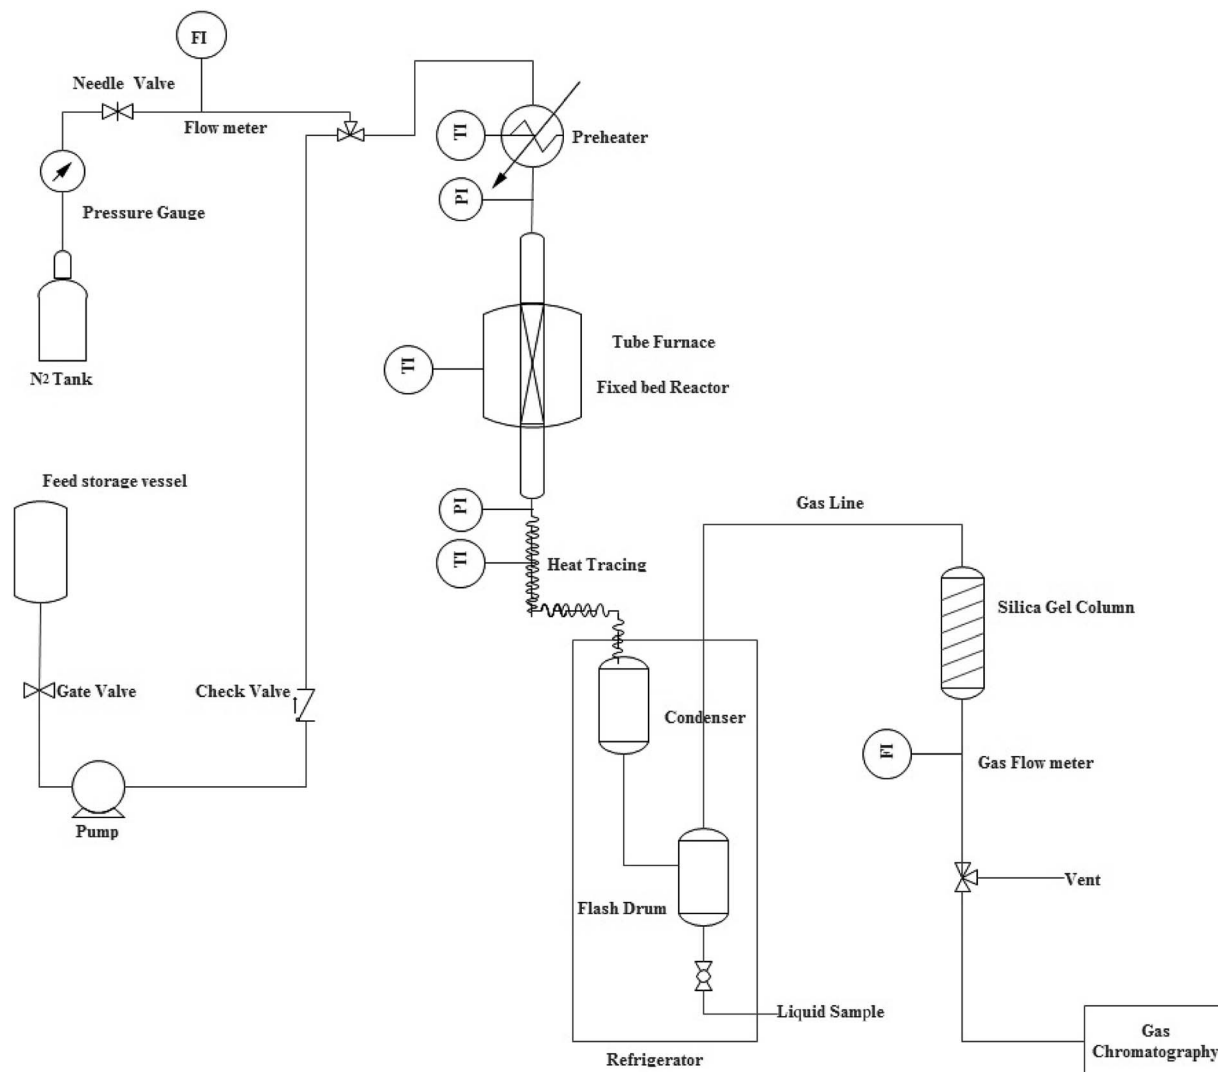 FI
Needle Valve
Flow meter
TI
Preheater
PI
Pressure Gauge
N2 Tank
Tube Furnace
TI
Fixed bed Reactor
Feed storage vessel
PI
Gas Line
TI
Heat Tracing
Silica Gel Column
Gate Valve
Check Valve
Condenser
FI
Gas Flow meter
Pump
Vent
Flash Drum
Liquid Sample
Gas
Chromatography
Refrigerator